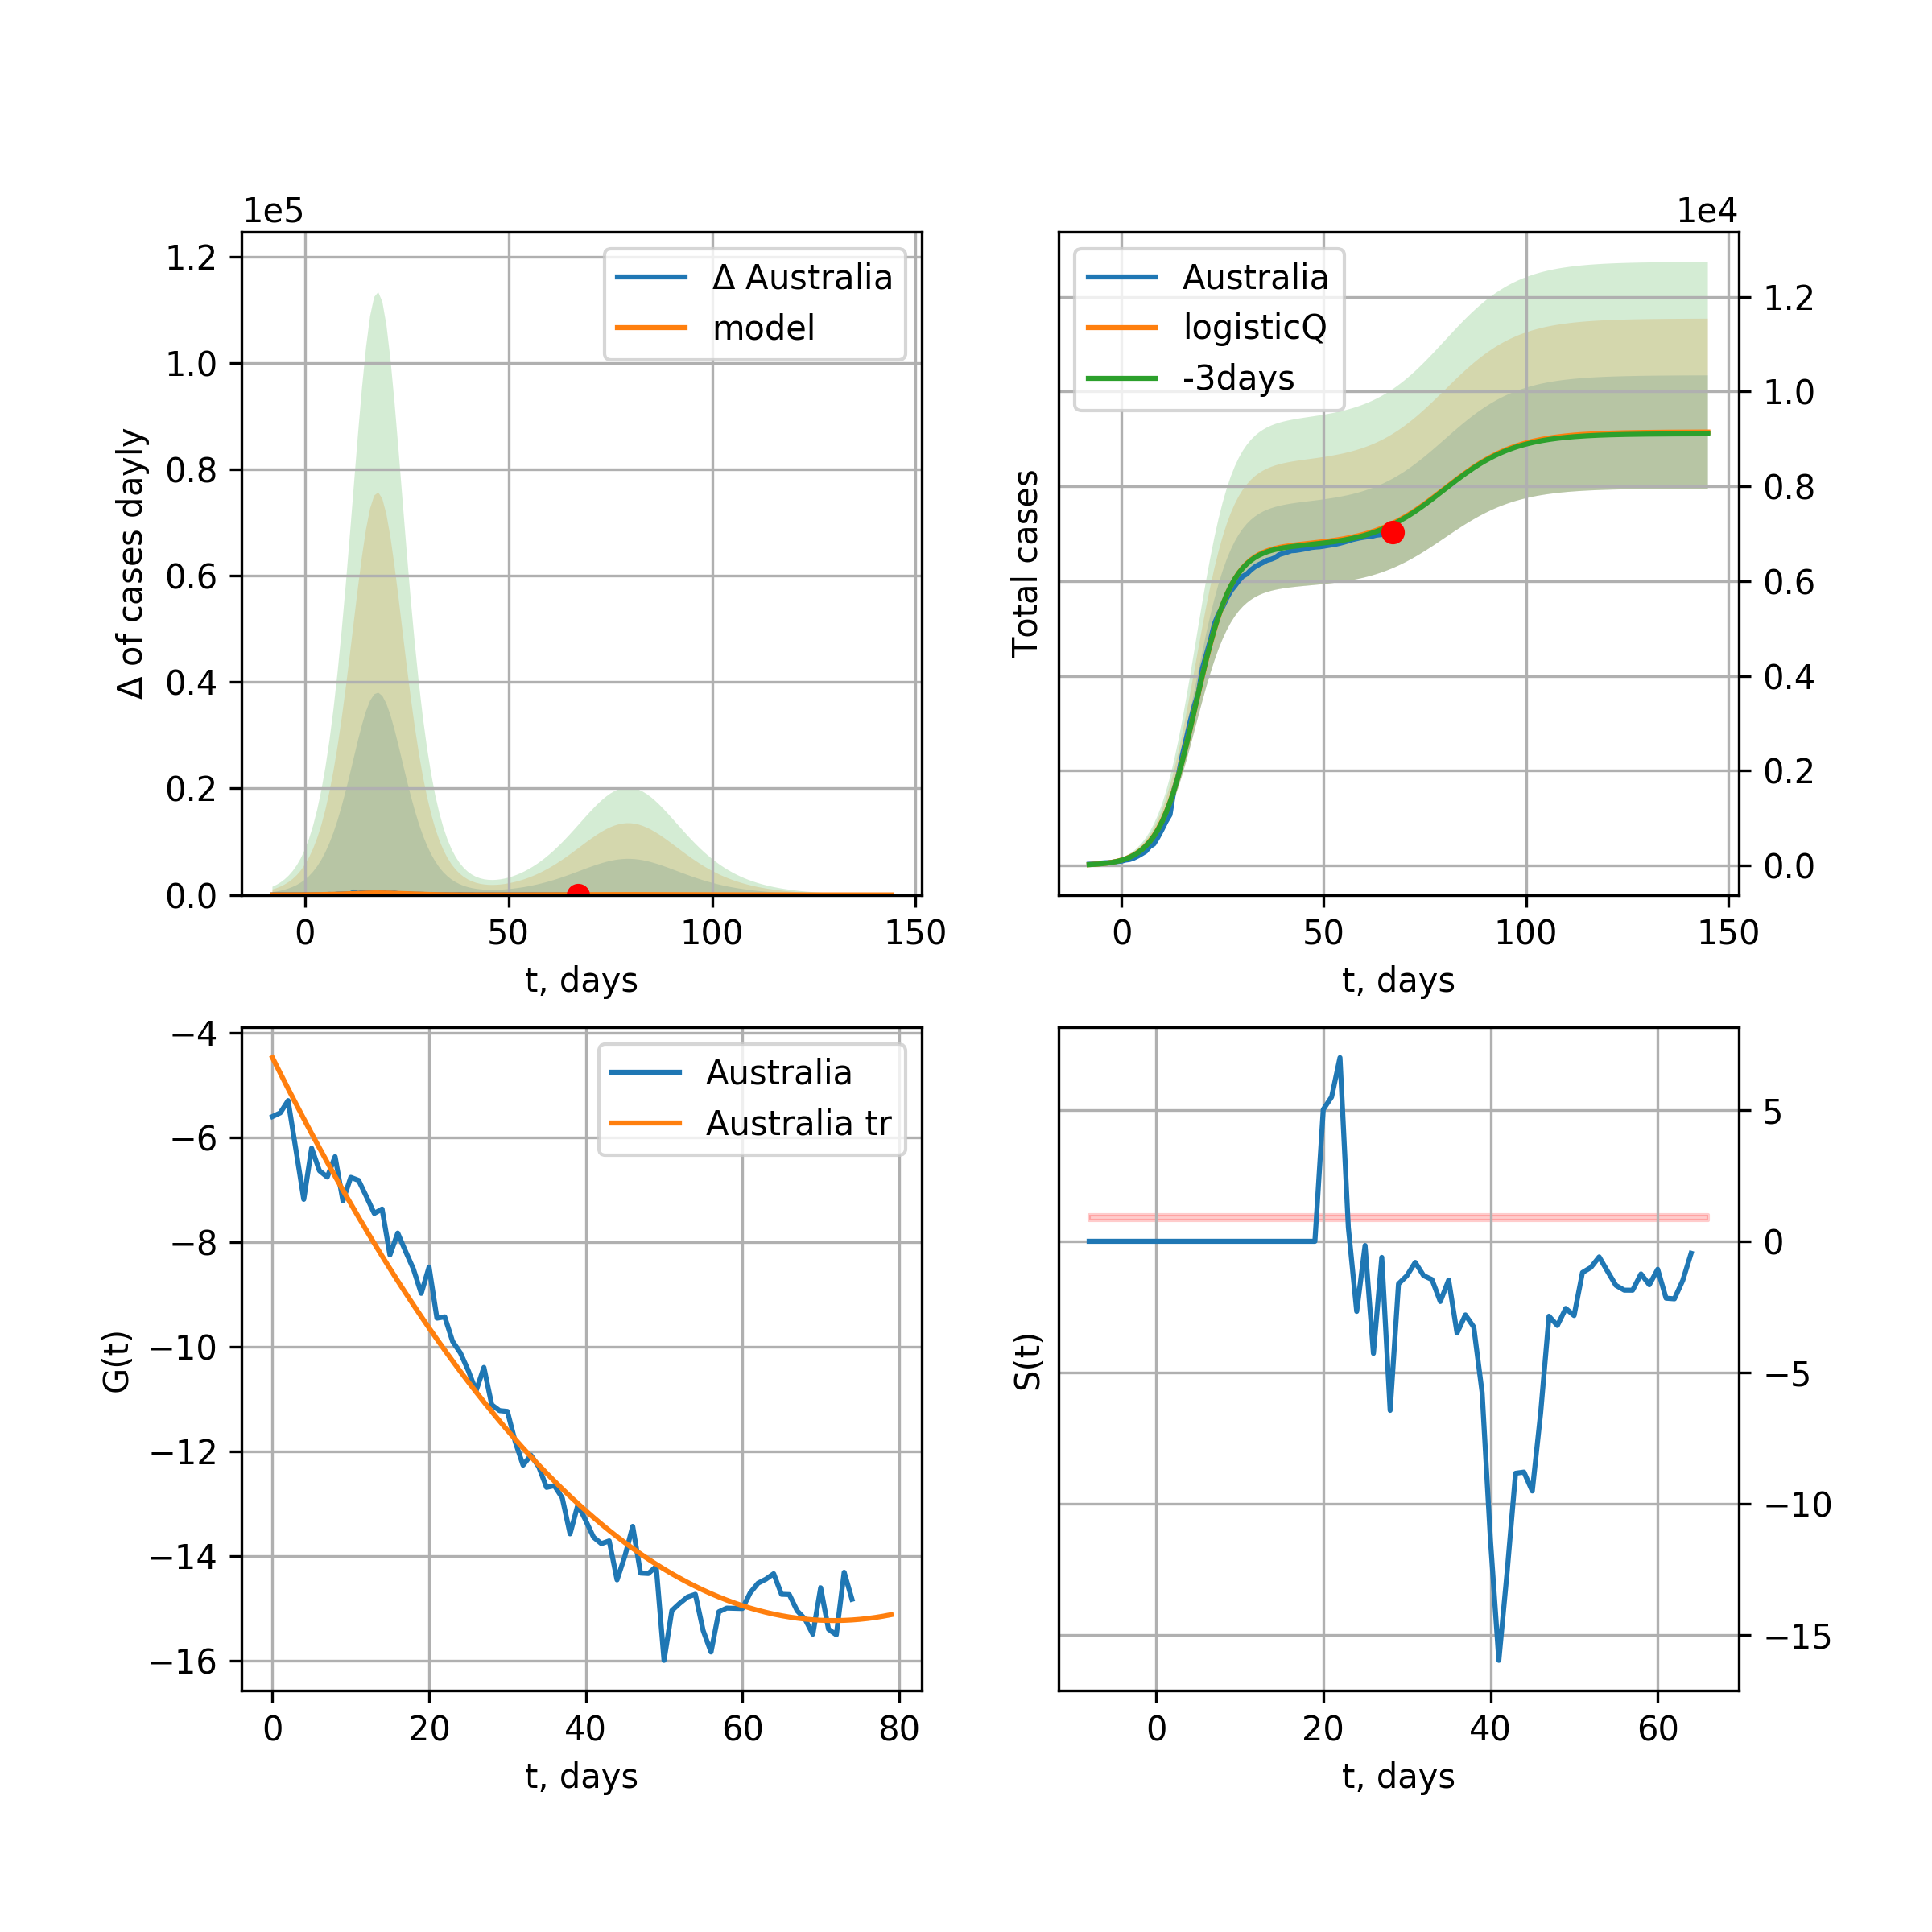 1e5
1.2
1.0
0.8
0.6
0.4
0.2
0.0
Δ of cases dayly
Δ Australia
model
0
50
100
150
t, days
1e4
Australia
logisticQ
-3days
Total cases
1.2
1.0
0.8
0.6
0.4
0.2
0.0
0
50
100
150
t, days
−4
−6
−8
−10
−12
−14
−16
G(t)
Australia
Australia tr
0
20
40
60
80
t, days
S(t)
5
0
−5
−10
−15
0
20
40
60
t, days